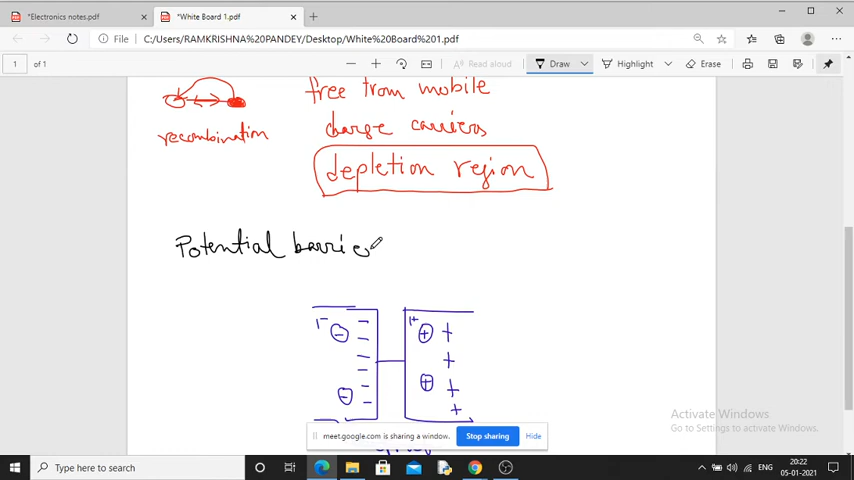 *Electronics notes.pdf
*White Board 1.pdf
File
C:/Users/RAMKRISHNA%20PANDEY/Desktop/White%20Board%201.pdf
1 of 1
Read aloud
Draw
Highlight
Erase
free from mobile
charge carriers
recombination
depletion region
Potential barrier
Activate Windows
Go to Settings to activate Windows.
meet.google.com is sharing a window.
Stop sharing
Hide
Type here to search
ENG
20:22
05-01-2021